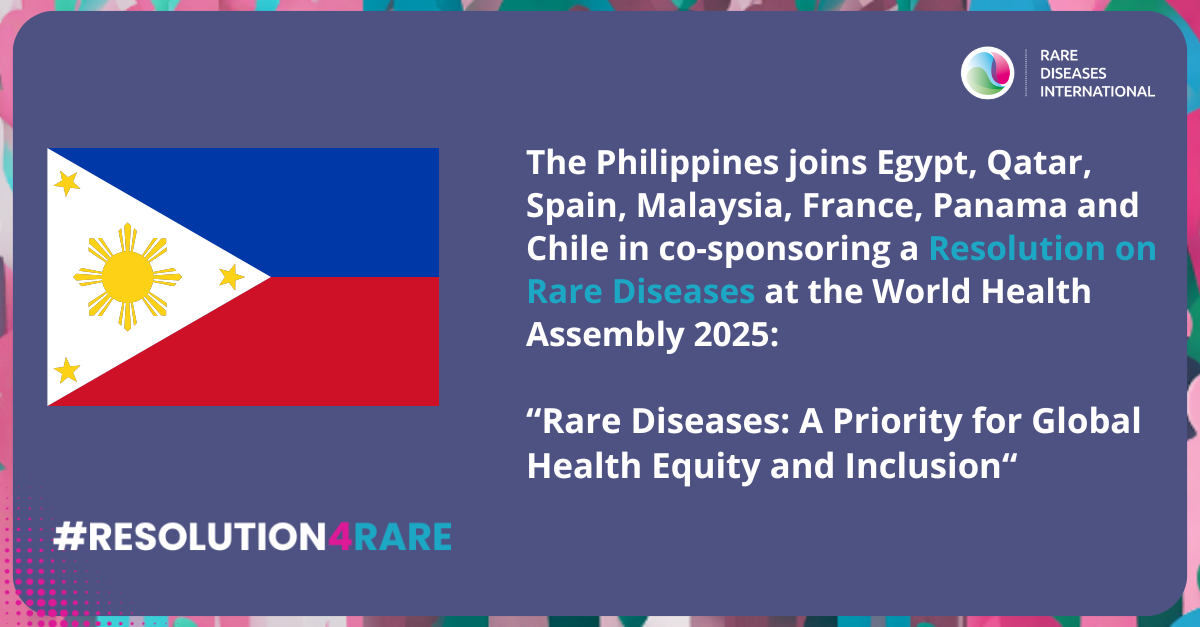 RARE
DISEASES
INTERNATIONAL
The Philippines joins Egypt, Qatar,
Spain, Malaysia, France, Panama and
Chile in co-sponsoring a Resolution on
Rare Diseases at the World Health
Assembly 2025:
“Rare Diseases: A Priority for Global
Health Equity and Inclusion“
#RESOLUTION4RARE